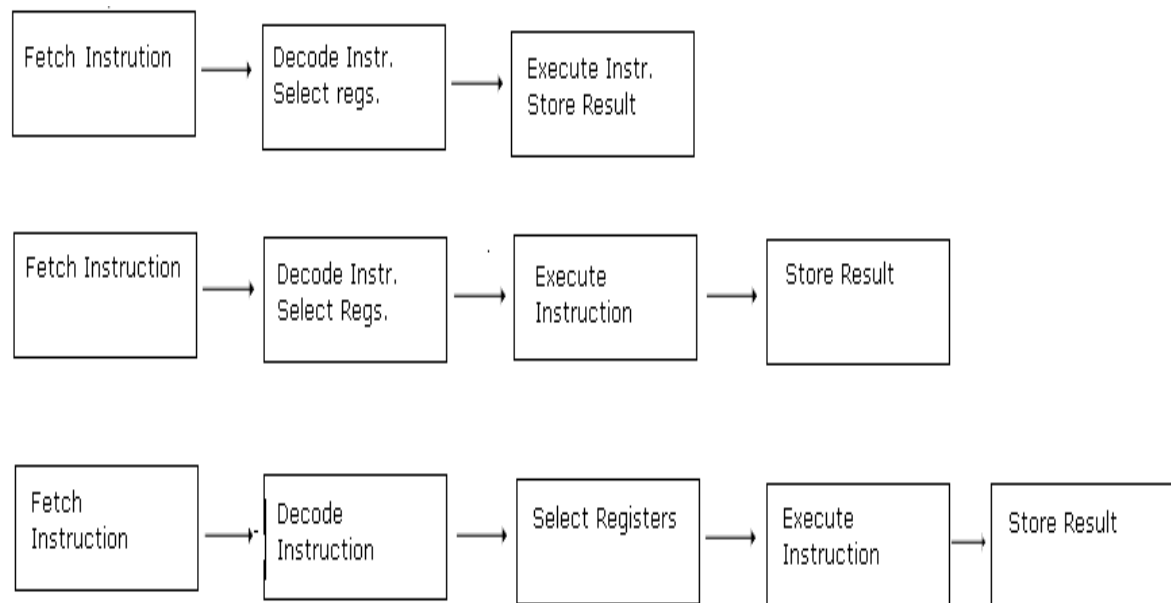 Fetch Instrution
Decode Instr.
Select regs.
Execute Instr.
Store Result
Fetch Instruction
Decode Instr.
Select Regs.
Execute
Instruction
Store Result
Fetch
Instruction
Decode
Instruction
Select Registers
Execute
Instruction
Store Result